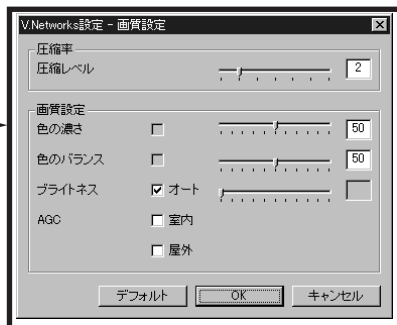 V.Networks設定 - 画質設定
圧縮率
圧縮レベル 2
画質設定
色の濃さ 50
色のバランス 50
ブライトネス オート
AGC 室内
屋外
デフォルト OK キャンセル